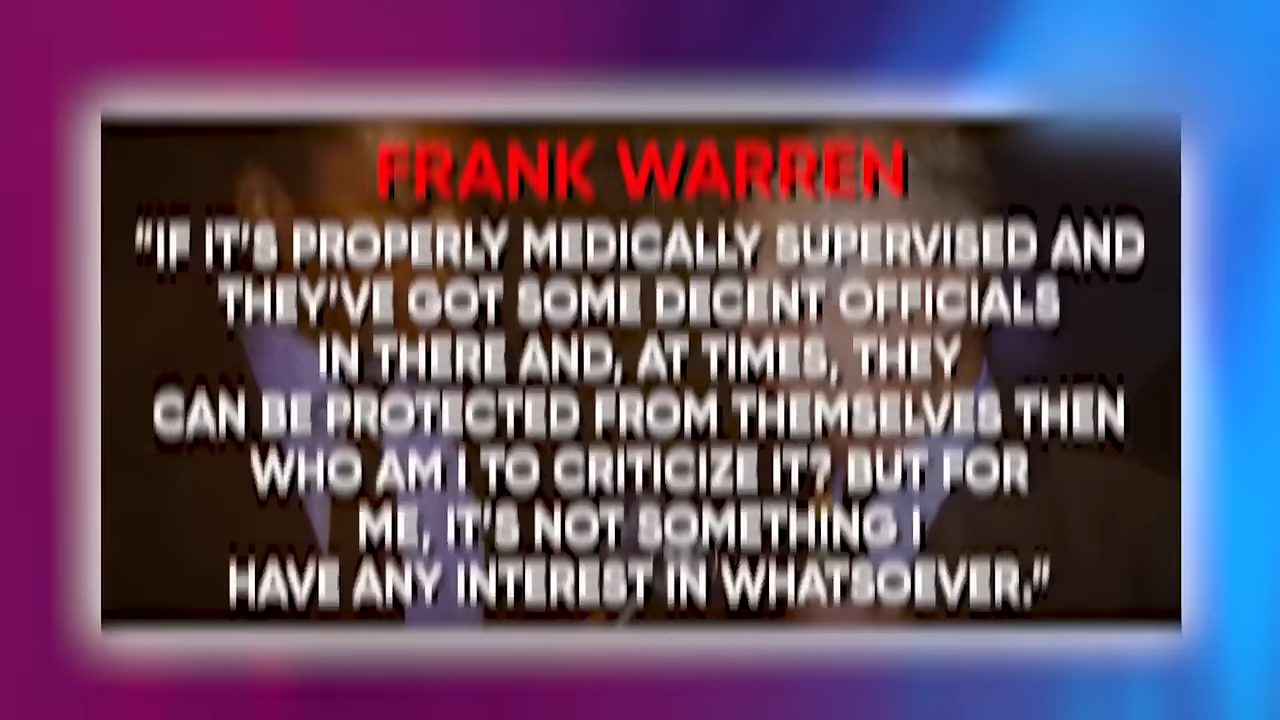 FRANK WARREN
"IF IT'S PROPERLY MEDICALLY SUPERVISED AND
THEY'VE GOT SOME DECENT OFFICIALS
IN THERE AND, AT TIMES, THEY
CAN BE PROTECTED FROM THEMSELVES THEN
WHO AM I TO CRITICIZE IT? BUT FOR
ME, IT'S NOT SOMETHING I
HAVE ANY INTEREST IN WHATSOEVER."